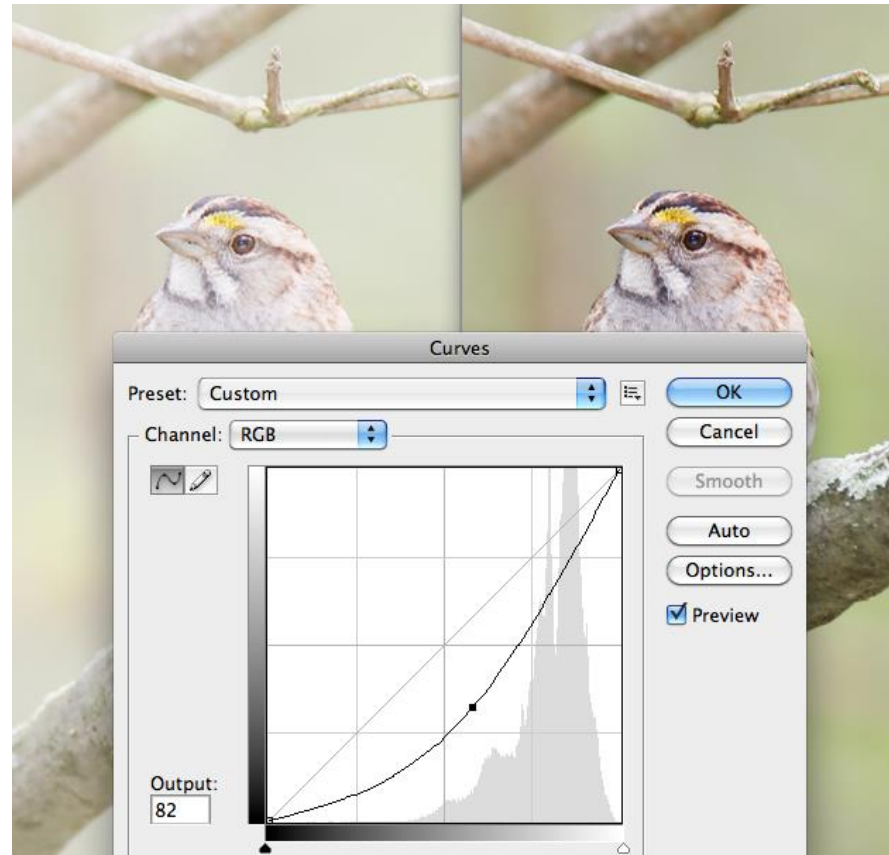 Curves
Preset: Custom
OK
Channel: RGB
Cancel
Smooth
Auto
Options...
Preview
Output:
82